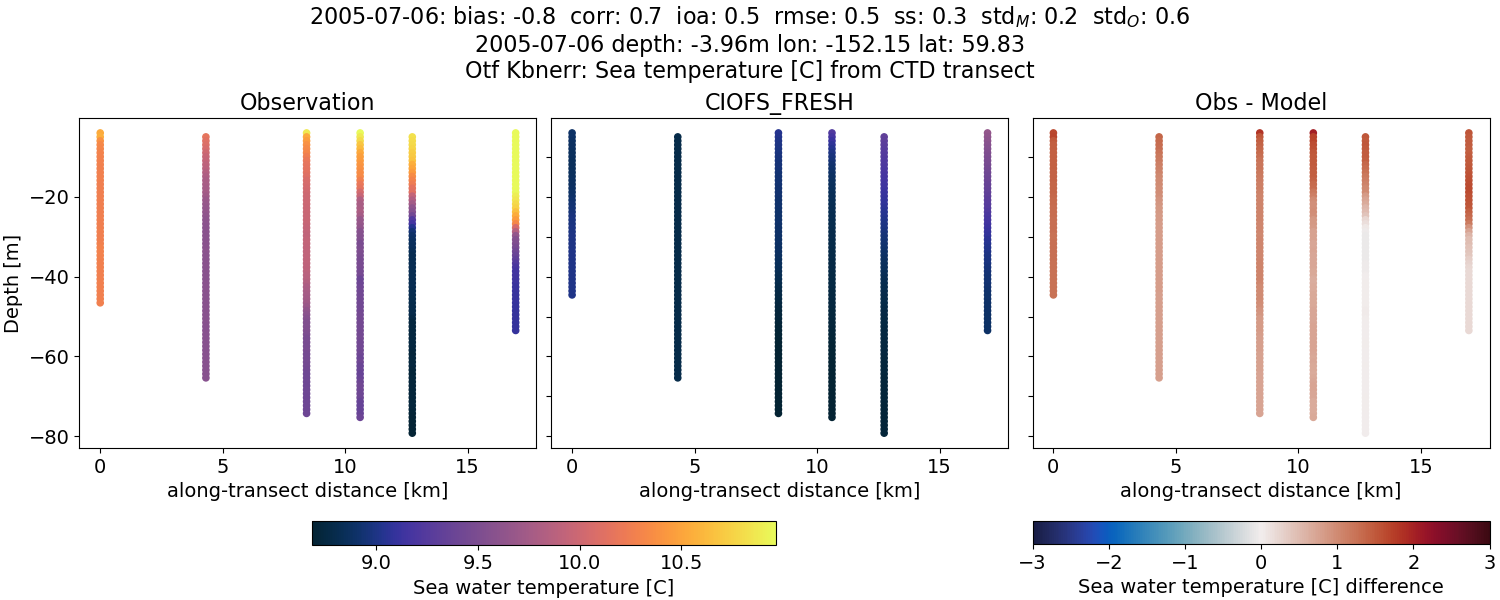 2005-07-06: bias: -0.8 corr: 0.7 ioa: 0.5 rmse: 0.5 ss: 0.3 std_M: 0.2 std_O: 0.6
2005-07-06 depth: -3.96m lon: -152.15 lat: 59.83
Otf Kbnerr: Sea temperature [C] from CTD transect
Observation
CIOFS_FRESH
Obs - Model
Depth [m]
−20
−40
−60
−80
0 5 10 15
0 5 10 15
0 5 10 15
along-transect distance [km]
along-transect distance [km]
along-transect distance [km]
9.0 9.5 10.0 10.5
Sea water temperature [C]
−3 −2 −1 0 1 2 3
Sea water temperature [C] difference